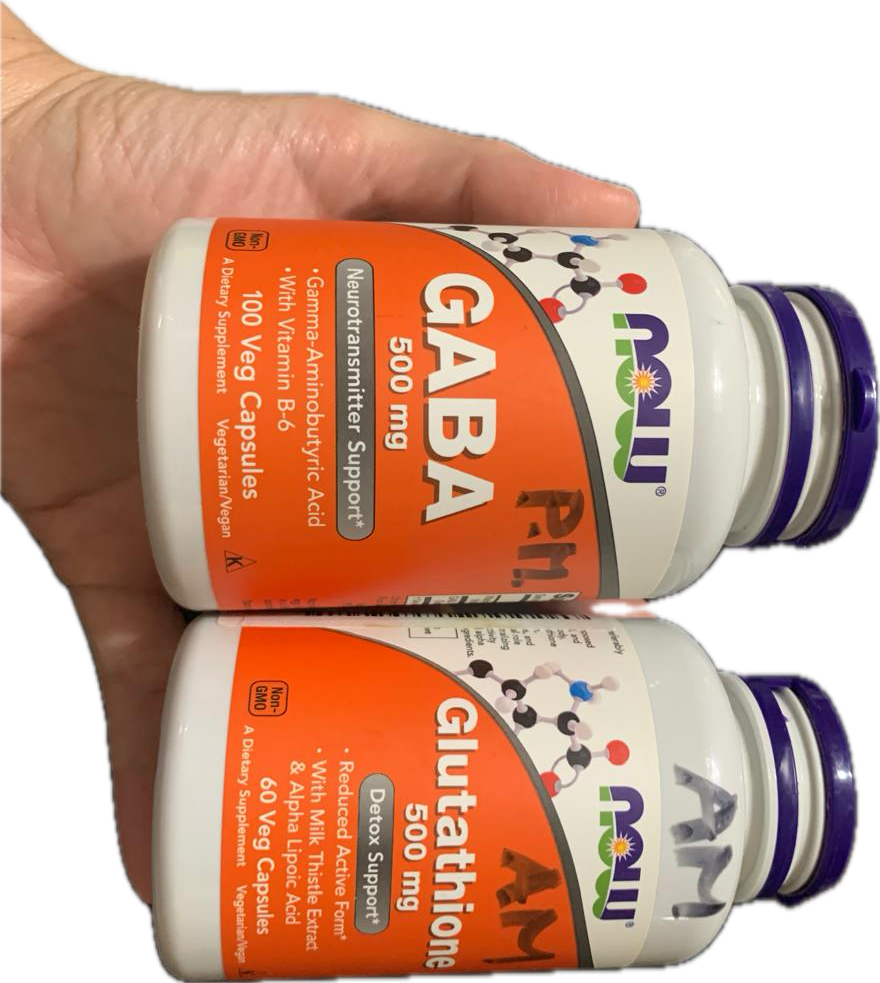 NOW®
GABA
500 mg
Neurotransmitter Support*
• Gamma-Aminobutyric Acid
• With Vitamin B-6
100 Veg Capsules
Non-
GMO
A Dietary Supplement
Vegetarian/Vegan
K
P.M.
AM
NOW®
Glutathione
500 mg
Detox Support*
• Reduced Active Form*
• With Milk Thistle Extract
& Alpha Lipoic Acid
60 Veg Capsules
Non-
GMO
A Dietary Supplement
Vegetarian/Vegan
AM